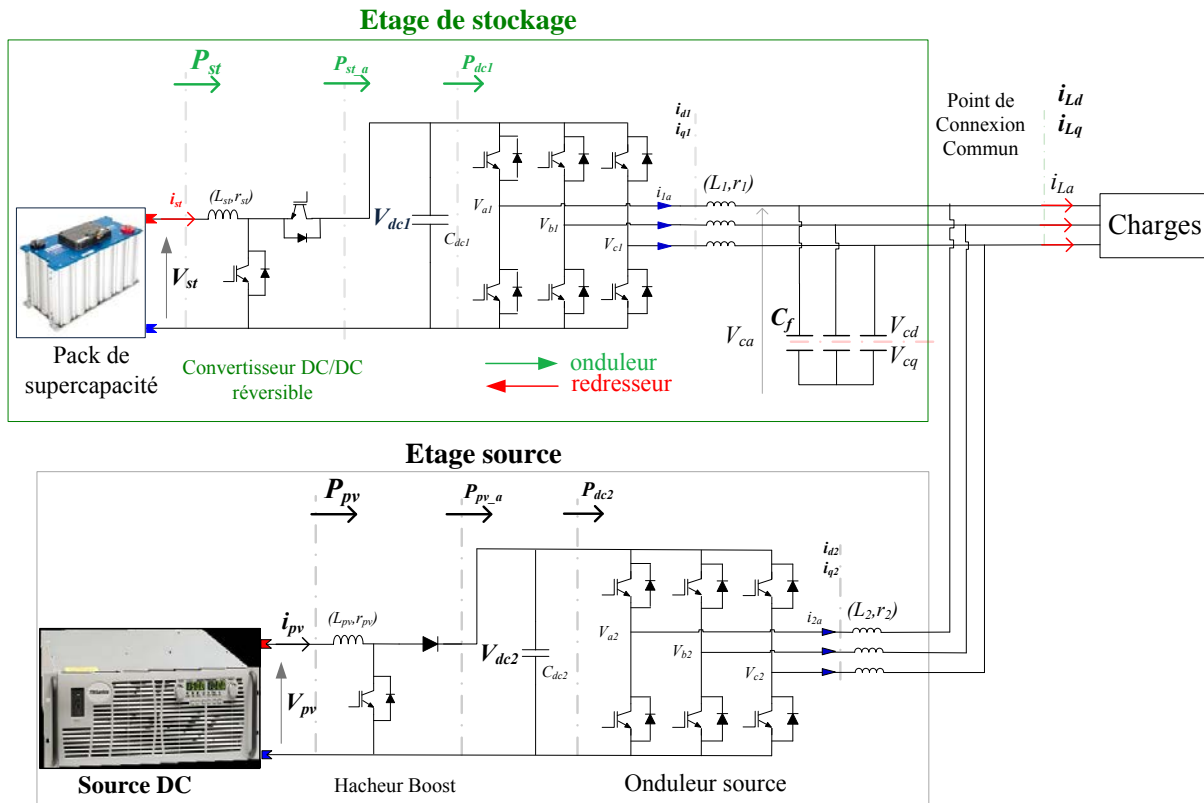 Etage de stockage
P_st
P_st_a
P_dc1
i_d1
i_q1
Point de
Connexion
Commun
i_Ld
i_Lq
i_st
(L_st,r_st)
V_dc1
C_dc1
V_a1
V_b1
V_c1
i_1a
(L_1,r_1)
i_La
Charges
V_st
C_f
V_cd
V_cq
V_ca
Pack de
supercapacité
Convertisseur DC/DC
réversible
onduleur
redresseur
Etage source
P_pv
P_pv_a
P_dc2
i_d2
i_q2
i_pv
(L_pv,r_pv)
V_dc2
C_dc2
V_a2
V_b2
V_c2
i_2a
(L_2,r_2)
V_pv
Source DC
Hacheur Boost
Onduleur source